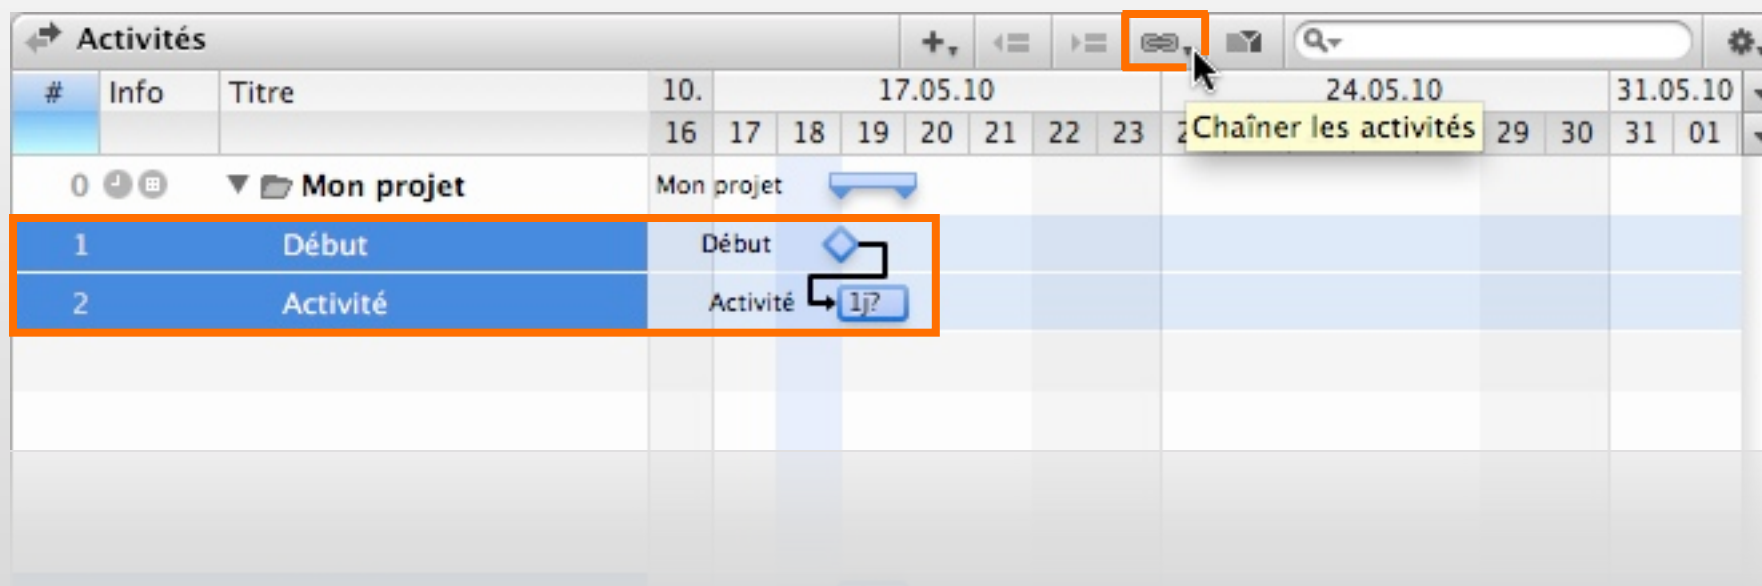 Activités
# Info Titre 10. 17.05.10 24.05.10 31.05.10
16 17 18 19 20 21 22 23 29 30 31 01
Chaîner les activités
0 Mon projet Mon projet
1 Début Début
2 Activité Activité 1j?